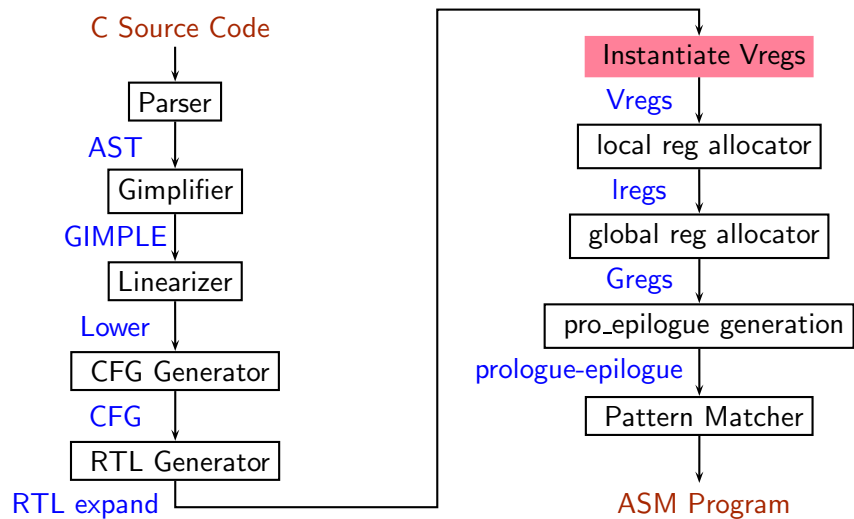 C Source Code
Parser
AST
Gimplifier
GIMPLE
Linearizer
Lower
CFG Generator
CFG
RTL Generator
RTL expand
Instantiate Vregs
Vregs
local reg allocator
lregs
global reg allocator
Gregs
pro_epilogue generation
prologue-epilogue
Pattern Matcher
ASM Program